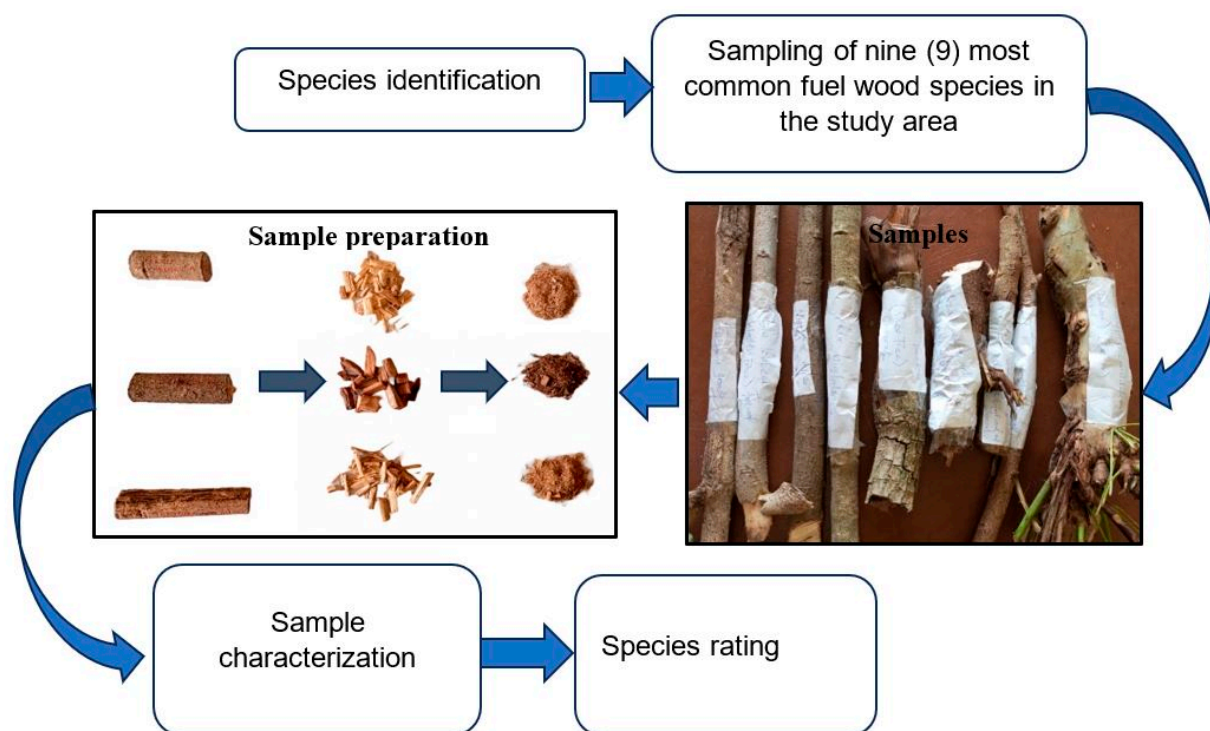 Species identification
Sampling of nine (9) most
common fuel wood species in
the study area
Sample preparation
Samples
Sample
characterization
Species rating